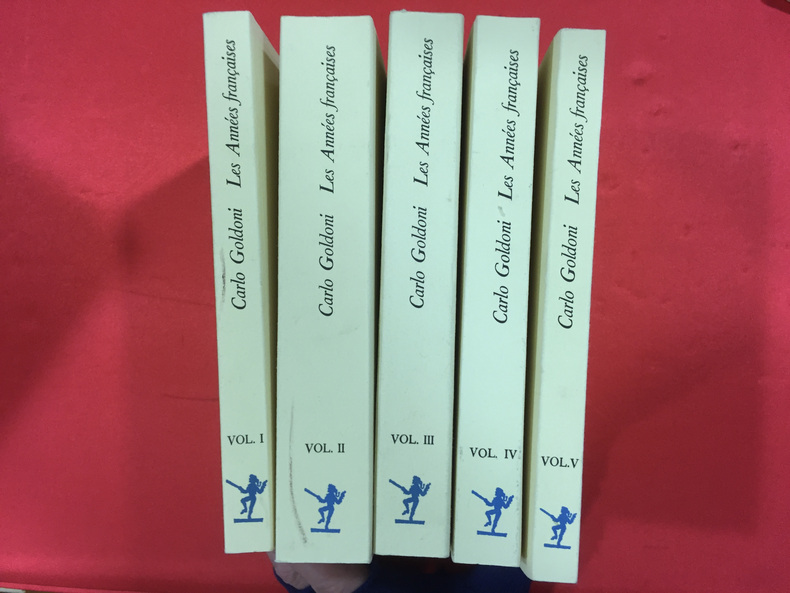 Carlo Goldoni Les Années françaises
VOL. I
Carlo Goldoni Les Années françaises
VOL. II
Carlo Goldoni Les Années françaises
VOL. III
Carlo Goldoni Les Années françaises
VOL. IV
Carlo Goldoni Les Années françaises
VOL.V